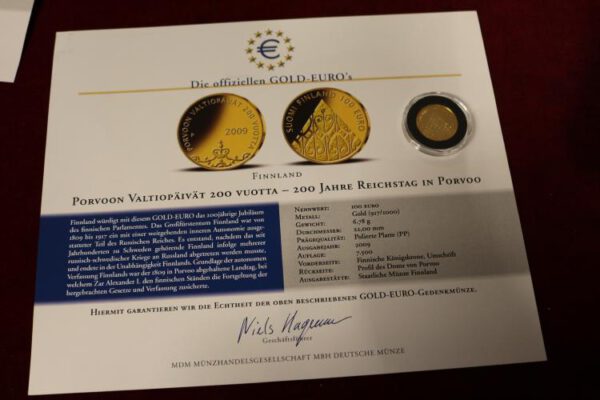 €
Die offiziellen GOLD-EURO's
PORVOON VALTIOPÄIVÄT 200 VUOTTA
2009
SUOMI FINLAND 100 EURO
FINNLAND
PORVOON VALTIOPÄIVÄT 200 VUOTTA – 200 JAHRE REICHSTAG IN PORVOO
Finnland würdigt mit diesem GOLD-EURO das 200jährige Jubiläum
des finnischen Parlamentes. Das Großfürstentum Finnland war von
1809 bis 1917 ein mit einer weitgehenden inneren Autonomie ausge-
statteter Teil des Russischen Reiches. Es entstand, nachdem das seit
Jahrhunderten zu Schweden gehörende Finnland infolge mehrerer
russisch-schwedischer Kriege an Russland abgetreten werden musste,
und endete in der Unabhängigkeit Finnlands. Grundlage der autonomen
Verfassung Finnlands war der 1809 in Porvoo abgehaltene Landtag, bei
welchem Zar Alexander I. den finnischen Ständen die Fortgeltung der
hergebrachten Gesetze und Verfassung zusicherte.
NENNWERT: 100 EURO
METALL: Gold (917/1000)
GEWICHT: 6,78 g
DURCHMESSER: 22,00 mm
PRÄGEQUALITÄT: Polierte Platte (PP)
AUSGABEJAHR: 2009
AUFLAGE: 7.500
VORDERSEITE: Finnische Königskrone, Umschrift
RÜCKSEITE: Profil des Doms von Porvoo
AUSGABESTÄTTE: Staatliche Münze Finnland
HIERMIT GARANTIEREN WIR DIE ECHTHEIT DER OBEN BESCHRIEBENEN GOLD-EURO-GEDENKMÜNZE.
Niels
Geschäftsführer
MDM MÜNZHANDELSGESELLSCHAFT MBH DEUTSCHE MÜNZE